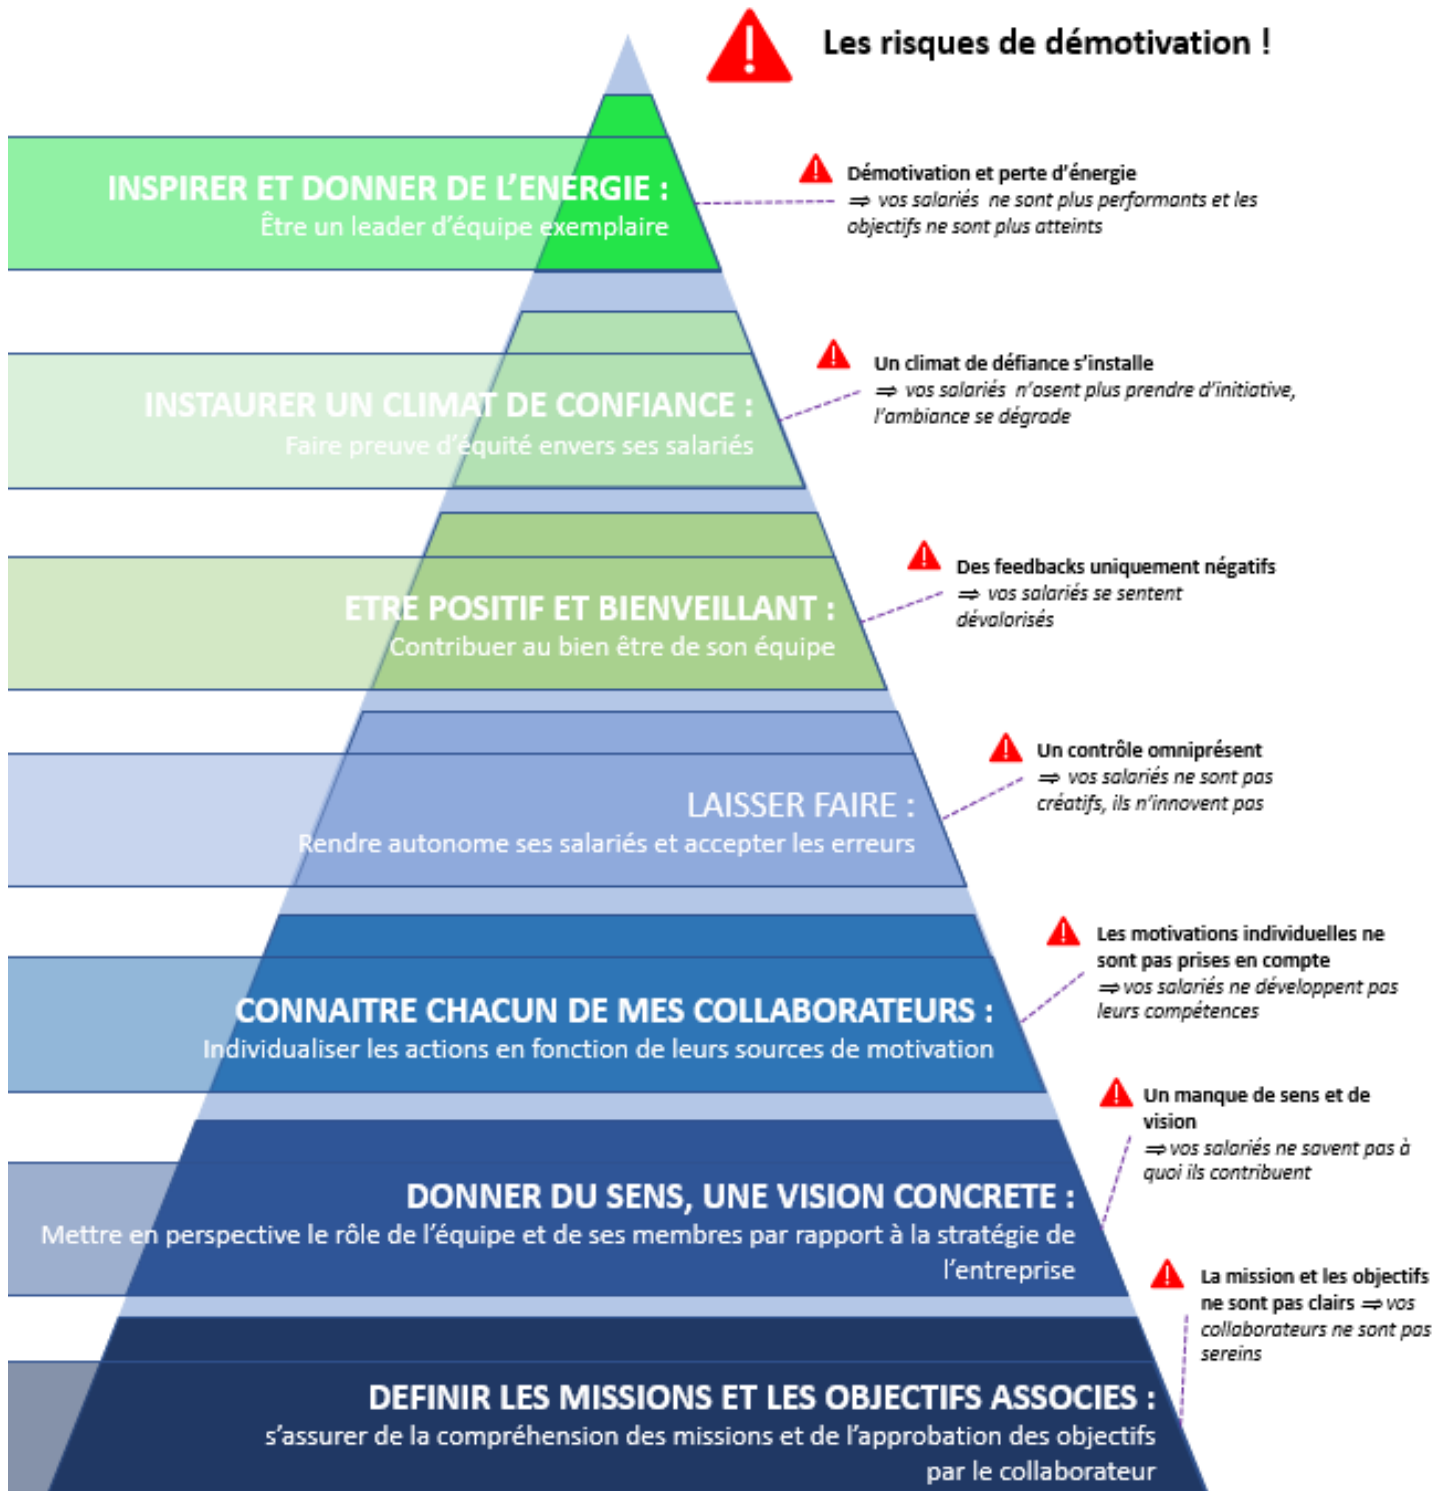 Les risques de démotivation !
INSPIRER ET DONNER DE L'ENERGIE :
Être un leader d'équipe exemplaire
Démotivation et perte d'énergie
⇒ vos salariés ne sont plus performants et les
objectifs ne sont plus atteints
INSTAURER UN CLIMAT DE CONFIANCE :
Faire preuve d'équité envers ses salariés
Un climat de défiance s'installe
⇒ vos salariés n'osent plus prendre d'initiative,
l'ambiance se dégrade
ETRE POSITIF ET BIENVEILLANT :
Contribuer au bien être de son équipe
Des feedbacks uniquement négatifs
⇒ vos salariés se sentent
dévalorisés
LAISSER FAIRE :
Rendre autonome ses salariés et accepter les erreurs
Un contrôle omniprésent
⇒ vos salariés ne sont pas
créatifs, ils n'innovent pas
CONNAITRE CHACUN DE MES COLLABORATEURS :
Individualiser les actions en fonction de leurs sources de motivation
Les motivations individuelles ne
sont pas prises en compte
⇒ vos salariés ne développent pas
leurs compétences
DONNER DU SENS, UNE VISION CONCRETE :
Mettre en perspective le rôle de l'équipe et de ses membres par rapport à la stratégie de
l'entreprise
Un manque de sens et de
vision
⇒ vos salariés ne savent pas à
quoi ils contribuent
DEFINIR LES MISSIONS ET LES OBJECTIFS ASSOCIES :
s'assurer de la compréhension des missions et de l'approbation des objectifs
par le collaborateur
La mission et les objectifs
ne sont pas clairs ⇒ vos
collaborateurs ne sont pas
sereins